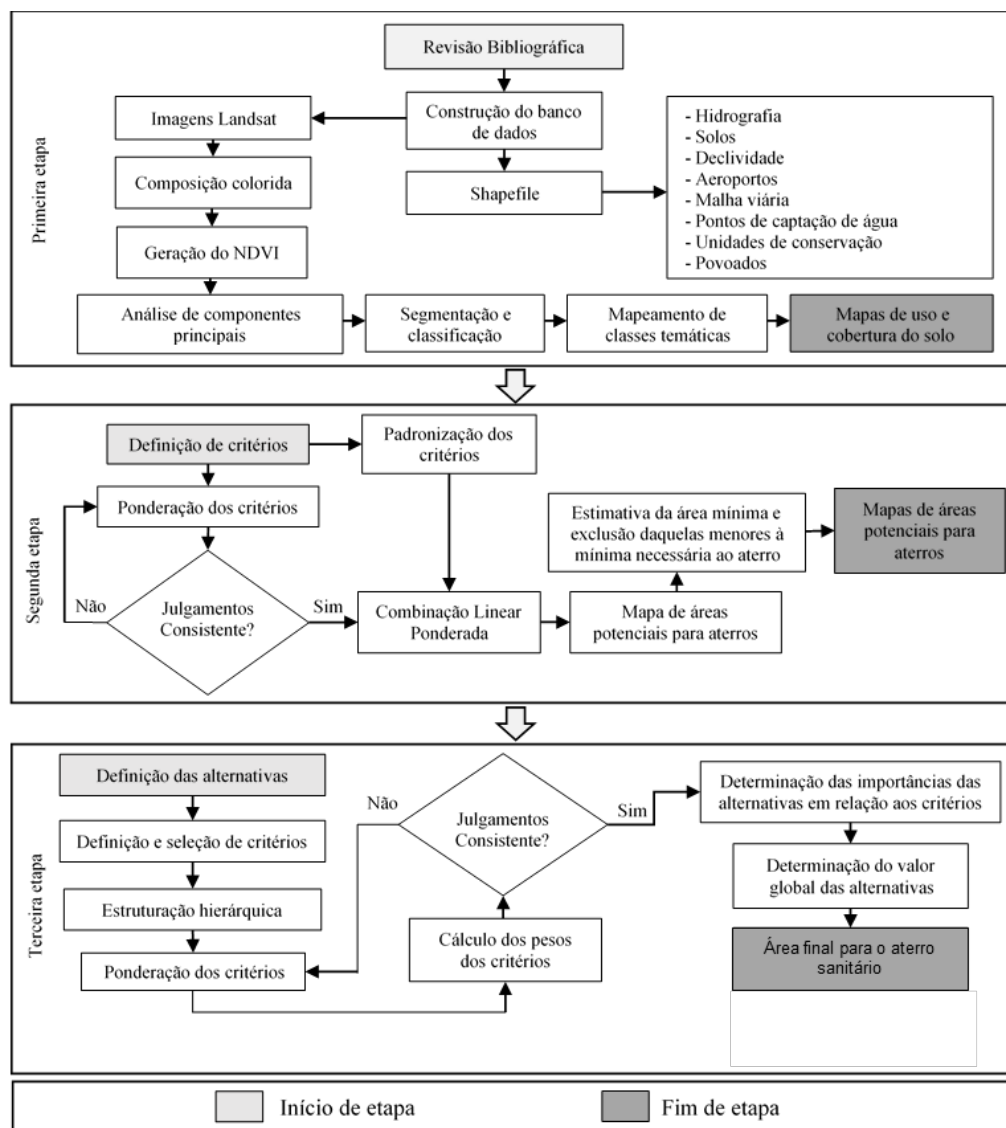 Primeira etapa
Revisão Bibliográfica
Construção do banco
de dados
Imagens Landsat
Composição colorida
Geração do NDVI
Shapefile
- Hidrografia
- Solos
- Declividade
- Aeroportos
- Malha viária
- Pontos de captação de água
- Unidades de conservação
- Povoados
Análise de componentes
principais
Segmentação e
classificação
Mapeamento de
classes temáticas
Mapas de uso e
cobertura do solo
Segunda etapa
Definição de critérios
Padronização dos
critérios
Ponderação dos critérios
Não
Julgamentos
Consistente?
Sim
Combinação Linear
Ponderada
Mapa de áreas
potenciais para aterros
Estimativa da área mínima e
exclusão daquelas menores à
mínima necessária ao aterro
Mapas de áreas
potenciais para
aterros
Terceira etapa
Definição das alternativas
Definição e seleção de critérios
Estruturação hierárquica
Ponderação dos critérios
Cálculo dos pesos
dos critérios
Não
Julgamentos
Consistente?
Sim
Determinação das importâncias das
alternativas em relação aos critérios
Determinação do valor
global das alternativas
Área final para o aterro
sanitário
Início de etapa
Fim de etapa